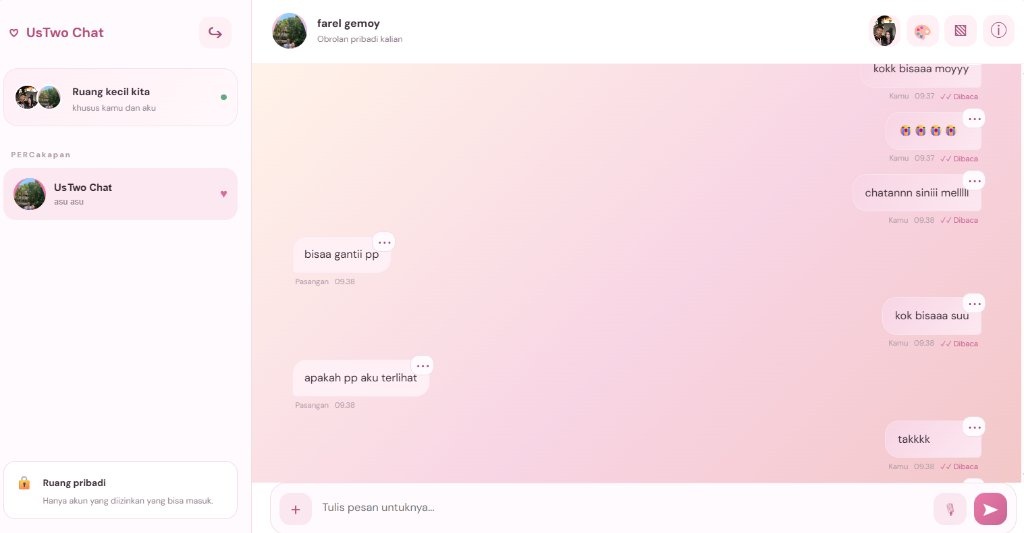 UsTwo Chat
Ruang kecil kita
khusus kamu dan aku
PERCakapan
UsTwo Chat
asu asu
Ruang pribadi
Hanya akun yang diizinkan yang bisa masuk.
farel gemoy
Obrolan pribadi kalian
kokk bisaaa moyyy
Kamu 09.37 ✓✓ Dibaca
😭😭😭😭
Kamu 09.37 ✓✓ Dibaca
chatannn siniii melllll
Kamu 09.38 ✓✓ Dibaca
bisaa gantii pp
Pasangan 09.38
kok bisaaa suu
Kamu 09.38 ✓✓ Dibaca
apakah pp aku terlihat
Pasangan 09.38
takkkk
Kamu 09.38 ✓✓ Dibaca
Tulis pesan untuknya...